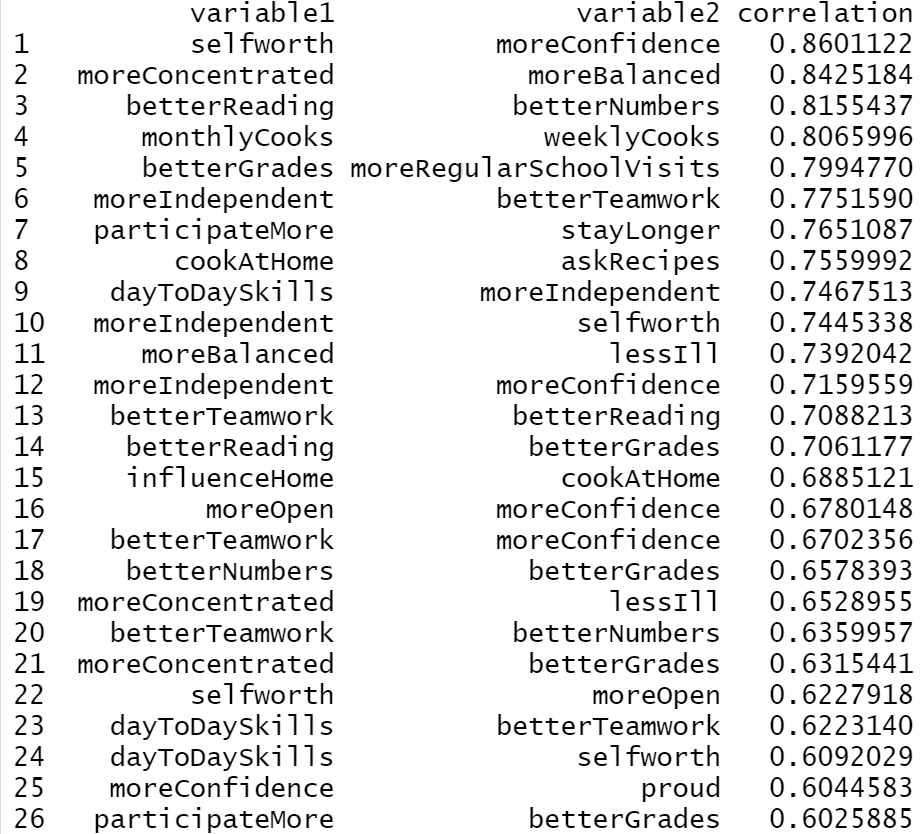 variable1 variable2 correlation
1 selfworth moreConfidence 0.8601122
2 moreConcentrated moreBalanced 0.8425184
3 betterReading betterNumbers 0.8155437
4 monthlyCooks weeklyCooks 0.8065996
5 betterGrades moreRegularSchoolVisits 0.7994770
6 moreIndependent betterTeamwork 0.7751590
7 participateMore stayLonger 0.7651087
8 cookAtHome askRecipes 0.7559992
9 dayToDaySkills moreIndependent 0.7467513
10 moreIndependent selfworth 0.7445338
11 moreBalanced lessIll 0.7392042
12 moreIndependent moreConfidence 0.7159559
13 betterTeamwork betterReading 0.7088213
14 betterReading betterGrades 0.7061177
15 influenceHome cookAtHome 0.6885121
16 moreOpen moreConfidence 0.6780148
17 betterTeamwork moreConfidence 0.6702356
18 betterNumbers betterGrades 0.6578393
19 moreConcentrated lessIll 0.6528955
20 betterTeamwork betterNumbers 0.6359957
21 moreConcentrated betterGrades 0.6315441
22 selfworth moreOpen 0.6227918
23 dayToDaySkills betterTeamwork 0.6223140
24 dayToDaySkills selfworth 0.6092029
25 moreConfidence proud 0.6044583
26 participateMore betterGrades 0.6025885